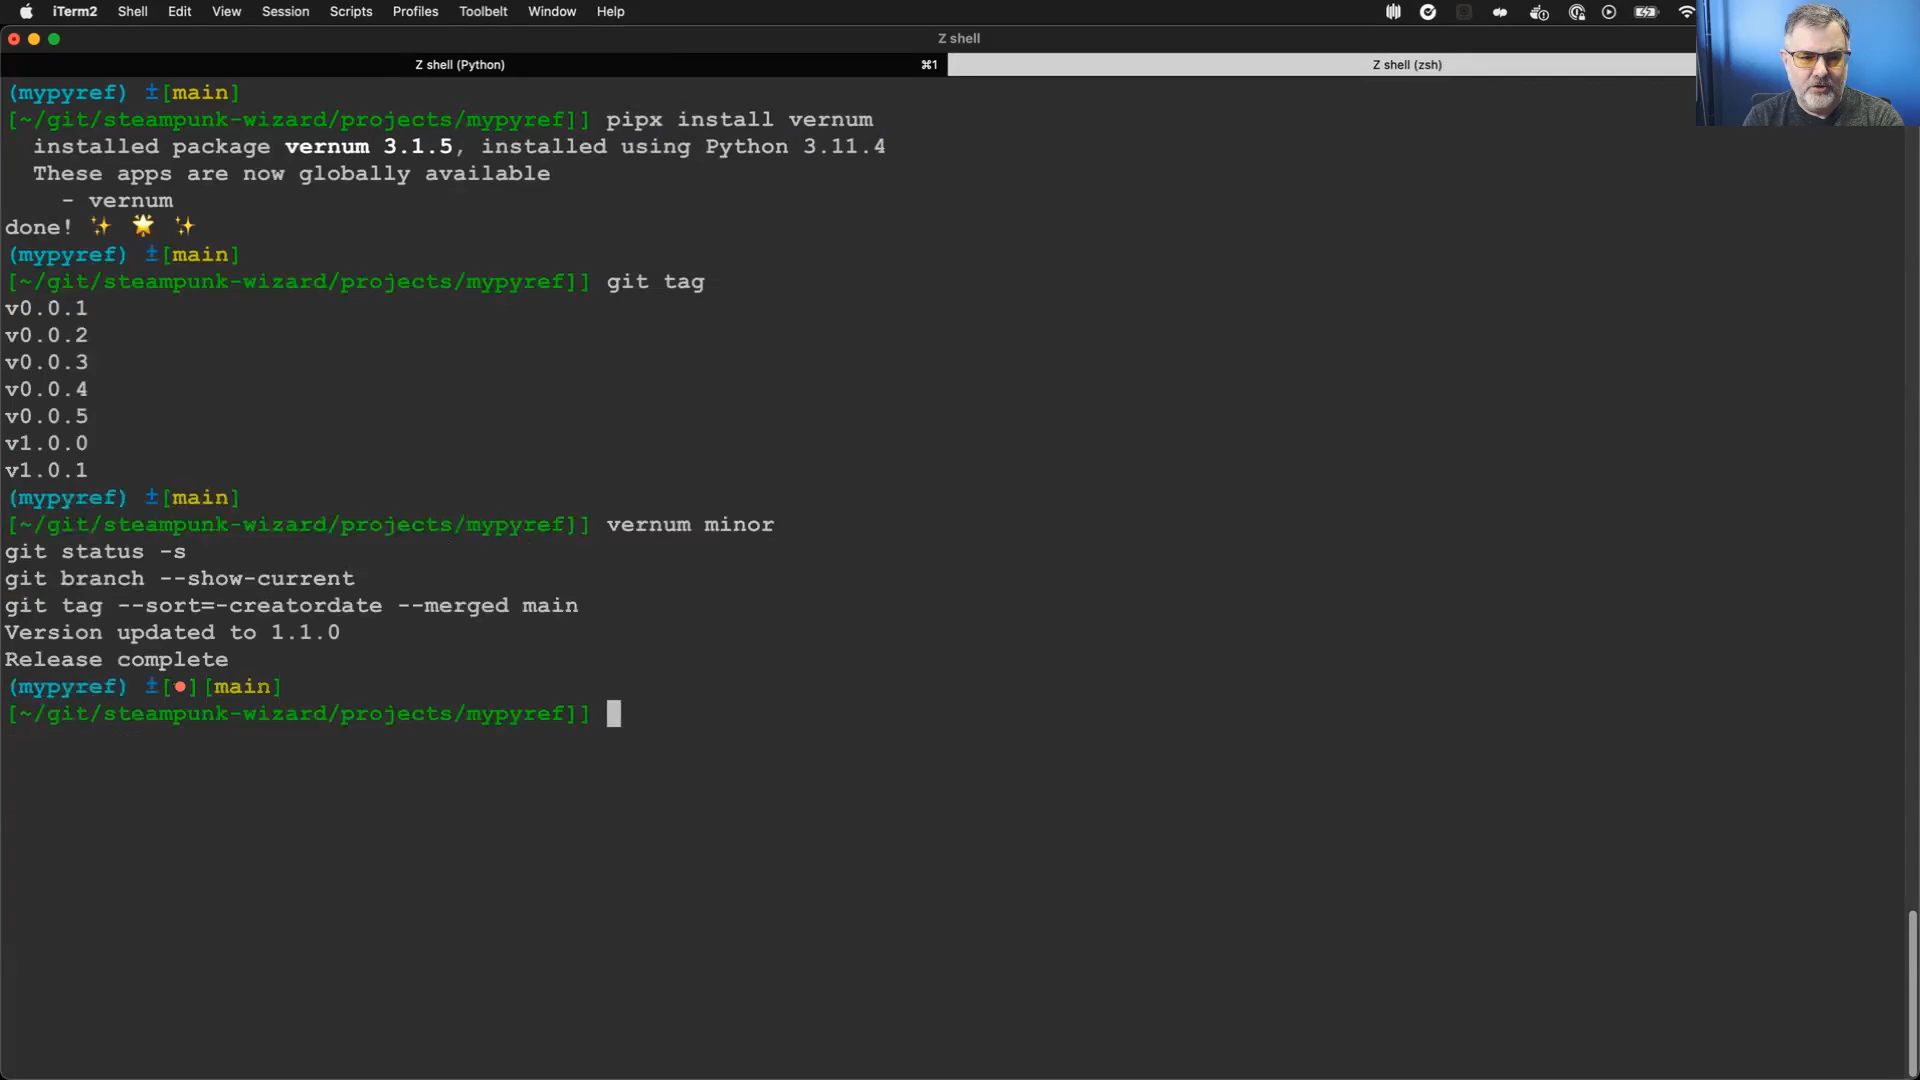 iTerm2 Shell Edit View Session Scripts Profiles Toolbelt Window Help
Z shell
Z shell (Python) ⌘1 Z shell (zsh)
(mypyref) ±[main]
[~/git/steampunk-wizard/projects/mypyref]] pipx install vernum
installed package vernum 3.1.5, installed using Python 3.11.4
These apps are now globally available
- vernum
done! ✨ 🌟 ✨
(mypyref) ±[main]
[~/git/steampunk-wizard/projects/mypyref]] git tag
v0.0.1
v0.0.2
v0.0.3
v0.0.4
v0.0.5
v1.0.0
v1.0.1
(mypyref) ±[main]
[~/git/steampunk-wizard/projects/mypyref]] vernum minor
git status -s
git branch --show-current
git tag --sort=-creatordate --merged main
Version updated to 1.1.0
Release complete
(mypyref) ±[●][main]
[~/git/steampunk-wizard/projects/mypyref]]